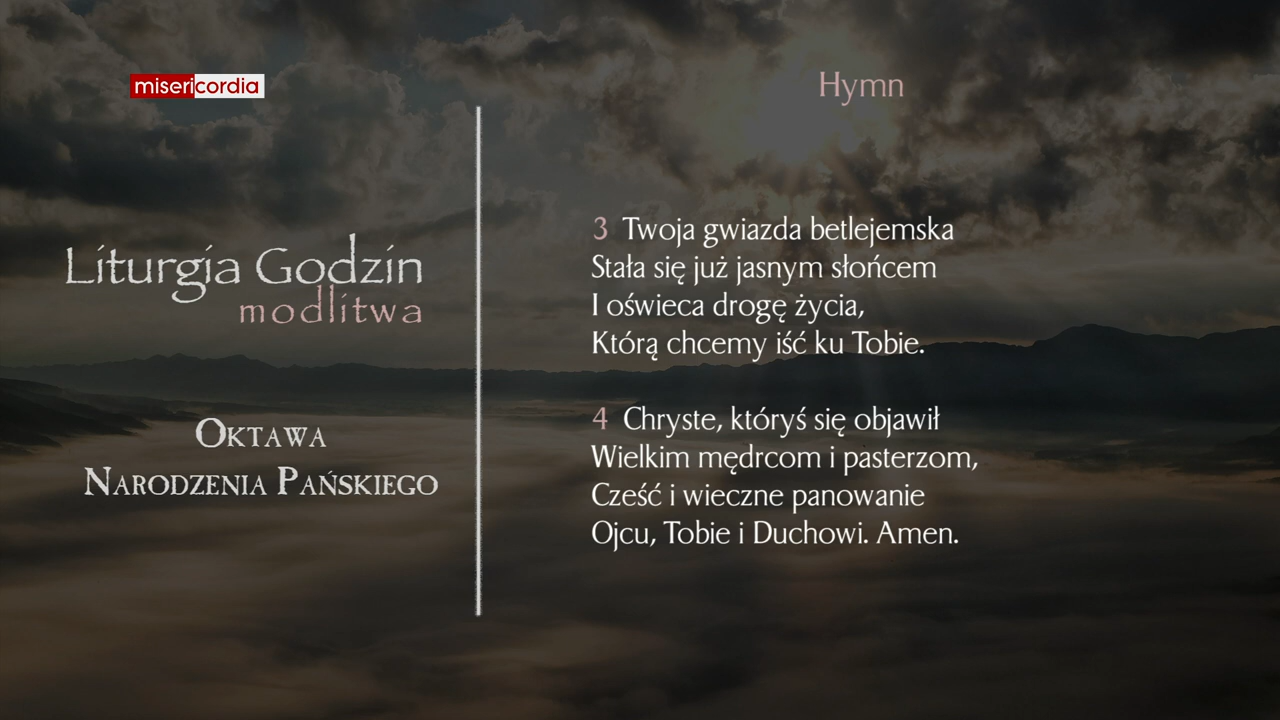 misericordia
Liturgia Godzin
modlitwa
Oktawa
Narodzenia Pańskiego
Hymn
3 Twoja gwiazda betlejemska
Stała się już jasnym słońcem
I oświeca drogę życia,
Którą chcemy iść ku Tobie.
4 Chryste, któryś się objawił
Wielkim mędrcom i pasterzom,
Cześć i wieczne panowanie
Ojcu, Tobie i Duchowi. Amen.